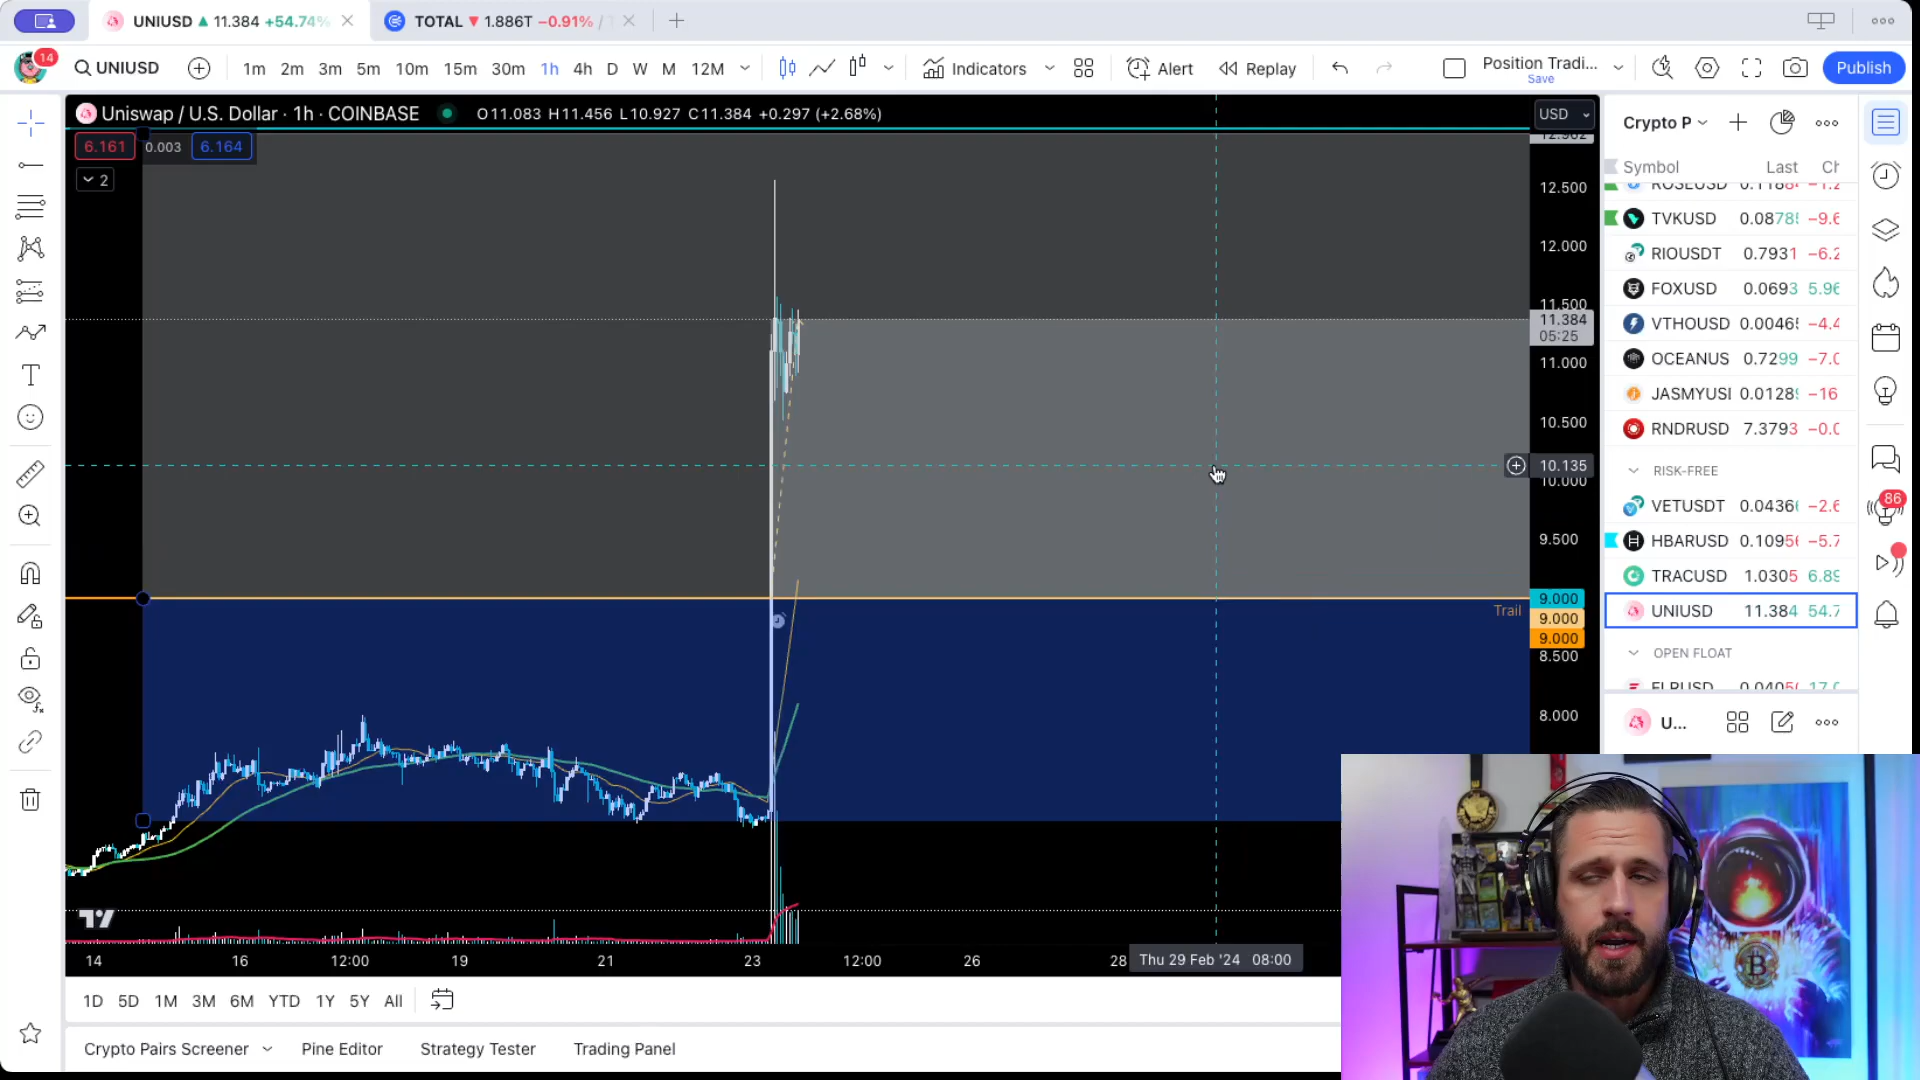 UNIUSD ▲ 11.384 +54.74%
TOTAL ▼ 1.886T −0.91% /
14
UNIUSD
1m 2m 3m 5m 10m 15m 30m 1h 4h D W M 12M
Indicators
Alert
Replay
Position Tradi...
Save
Publish
Uniswap / U.S. Dollar · 1h · COINBASE
O11.083 H11.456 L10.927 C11.384 +0.297 (+2.68%)
USD
6.161
0.003
6.164
2
12.500
12.000
11.500
11.384
05:25
11.000
10.500
10.135
10.000
9.500
9.000
9.000
9.000
8.500
8.000
Trail
14 16 12:00 19 21 23 12:00 26 28
Thu 29 Feb '24 08:00
1D 5D 1M 3M 6M YTD 1Y 5Y All
Crypto Pairs Screener
Pine Editor
Strategy Tester
Trading Panel
Crypto P
Symbol Last Ch
TVKUSD 0.0878 −9.6
RIOUSDT 0.7931 −6.2
FOXUSD 0.0693 5.96
VTHOUSD 0.0046 −4.4
OCEANUS 0.7299 −7.0
JASMYUSI 0.0128 −16
RNDRUSD 7.3793 −0.0
RISK-FREE
VETUSDT 0.0436 −2.6
HBARUSD 0.1095 −5.7
TRACUSD 1.0305 6.89
UNIUSD 11.384 54.7
OPEN FLOAT
U...
86